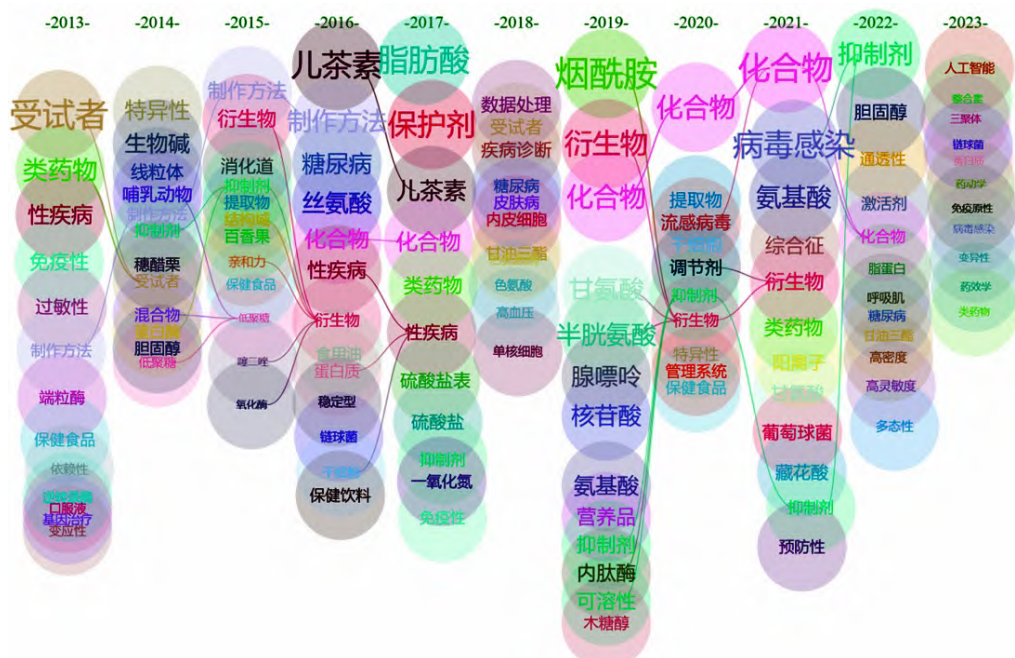 -2013-
受试者
类药物
性疾病
免疫性
过敏性
制作方法
端粒酶
保健食品
依赖性
口服液
基因治疗
变应性
-2014-
特异性
生物碱
线粒体
哺乳动物
制作方法
抑制剂
穗醋栗
受试者
混合物
蛋白酶
胆固醇
低聚糖
-2015-
制作方法
衍生物
消化道
抑制剂
提取物
结构域
百香果
亲和力
保健食品
低聚糖
噻二唑
氧化酶
-2016-
儿茶素
制作方法
糖尿病
丝氨酸
化合物
性疾病
衍生物
食用油
蛋白质
稳定型
链球菌
干细胞
保健饮料
-2017-
脂肪酸
保护剂
儿茶素
化合物
类药物
性疾病
硫酸盐表
硫酸盐
抑制剂
一氧化氮
免疫性
-2018-
数据处理
受试者
疾病诊断
糖尿病
皮肤病
内皮细胞
甘油三酯
色氨酸
高血压
单核细胞
-2019-
烟酰胺
衍生物
化合物
甘氨酸
半胱氨酸
腺嘌呤
核苷酸
氨基酸
营养品
抑制剂
内肽酶
可溶性
木糖醇
-2020-
化合物
提取物
流感病毒
干细胞
调节剂
抑制剂
衍生物
特异性
管理系统
保健食品
-2021-
化合物
病毒感染
氨基酸
综合征
衍生物
类药物
阳离子
甘氨酸
葡萄球菌
藏花酸
抑制剂
预防性
-2022-
抑制剂
胆固醇
通透性
激活剂
化合物
脂蛋白
呼吸肌
糖尿病
甘油三酯
高密度
高灵敏度
多态性
-2023-
人工智能
整合素
三聚体
链球菌
蛋白质
药动学
免疫原性
病毒感染
变异性
药效学
类药物